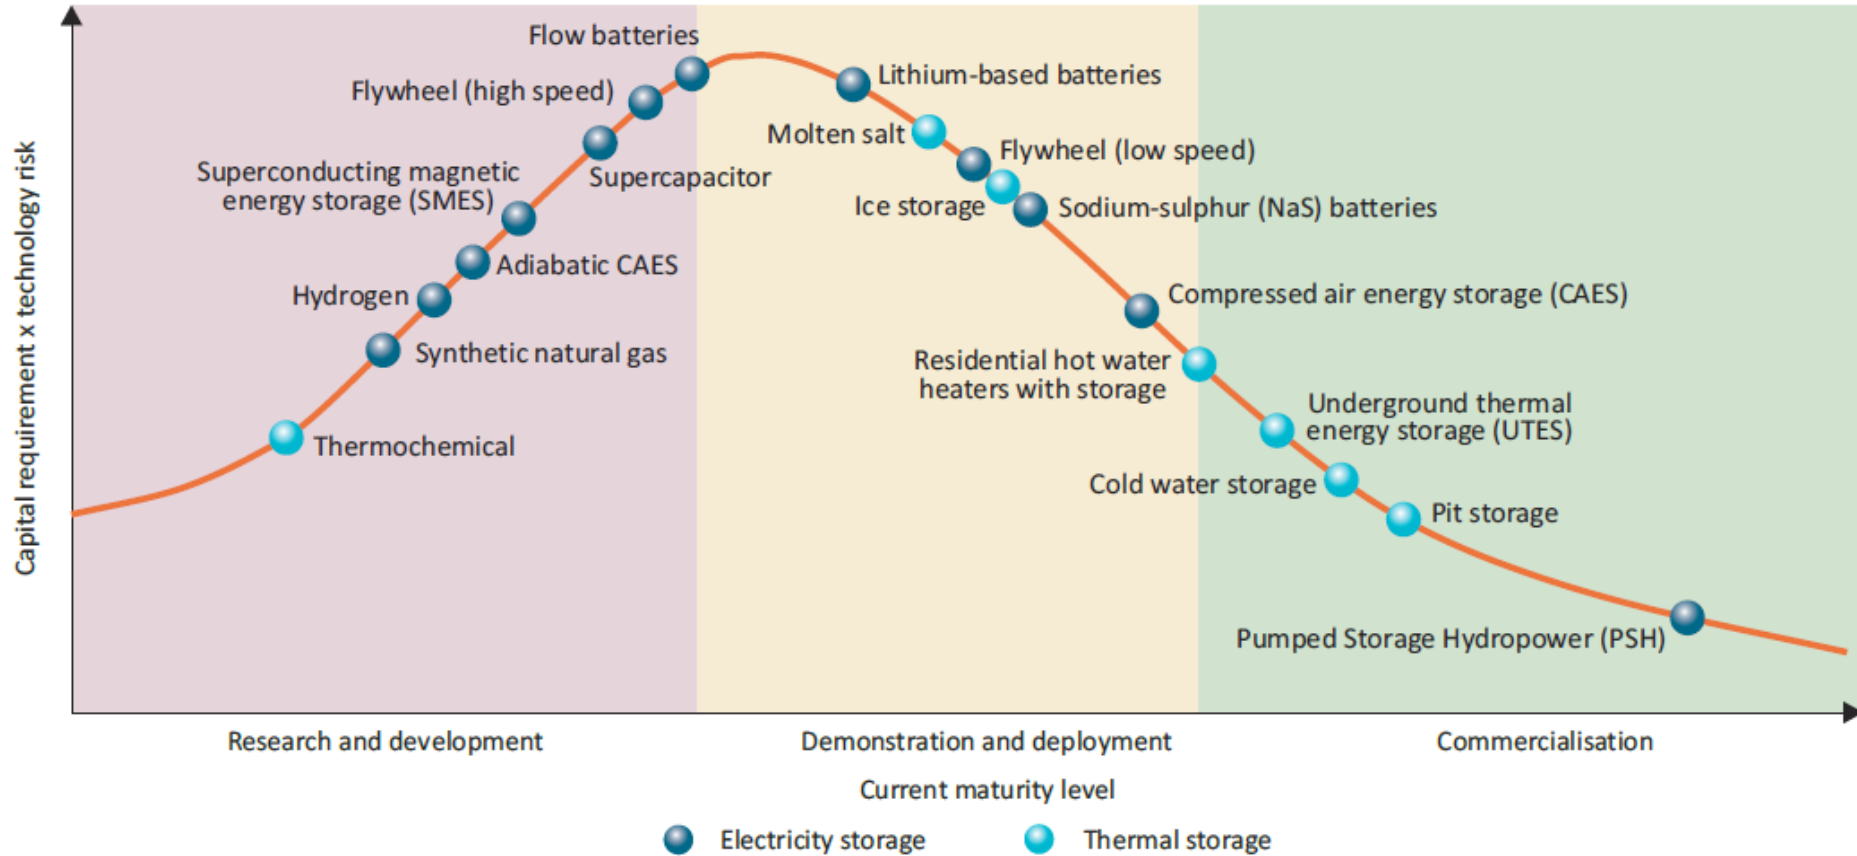 Capital requirement x technology risk
Flow batteries
Flywheel (high speed)
Supercapacitor
Superconducting magnetic
energy storage (SMES)
Adiabatic CAES
Hydrogen
Synthetic natural gas
Thermochemical
Lithium-based batteries
Molten salt
Flywheel (low speed)
Ice storage
Sodium-sulphur (NaS) batteries
Compressed air energy storage (CAES)
Residential hot water
heaters with storage
Underground thermal
energy storage (UTES)
Cold water storage
Pit storage
Pumped Storage Hydropower (PSH)
Research and development
Demonstration and deployment
Commercialisation
Current maturity level
Electricity storage
Thermal storage